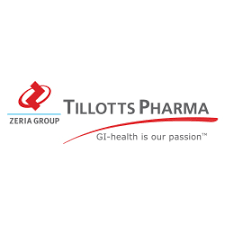 TILLOTTS PHARMA
ZERIA GROUP
GI-health is our passion™